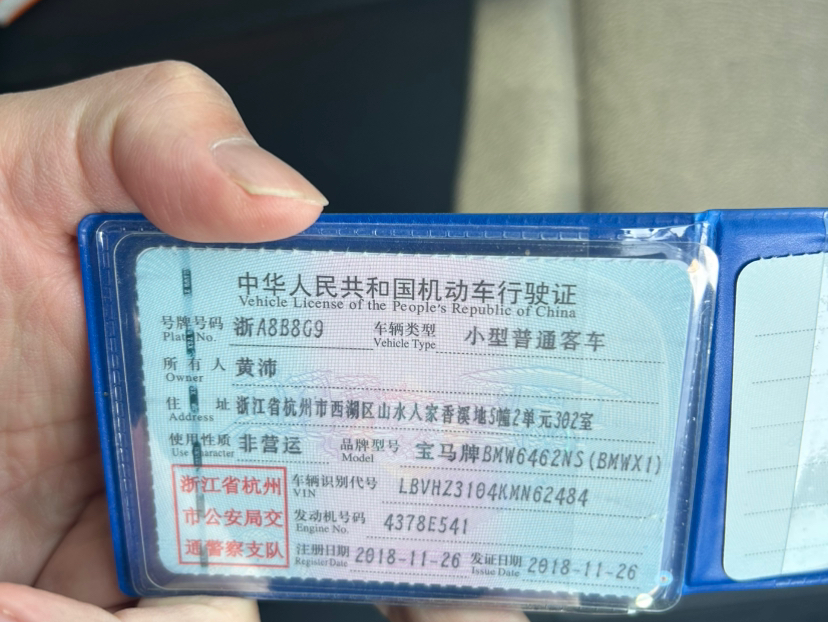 中华人民共和国机动车行驶证
Vehicle License of the People's Republic of China
号牌号码 浙A8B8G9 车辆类型 小型普通客车
Plate No. Vehicle Type
所有人 黄沛
Owner
住址 浙江省杭州市西湖区山水人家香溪地5幢2单元302室
Address
使用性质 非营运 品牌型号 宝马牌BMW6462NS(BMWX1)
Use Character Model
浙江省杭州 车辆识别代号 LBVHZ3104KMN62484
VIN
市公安局交 发动机号码 4378E541
Engine No.
通警察支队 注册日期 2018-11-26 发证日期 2018-11-26
Register Date Issue Date